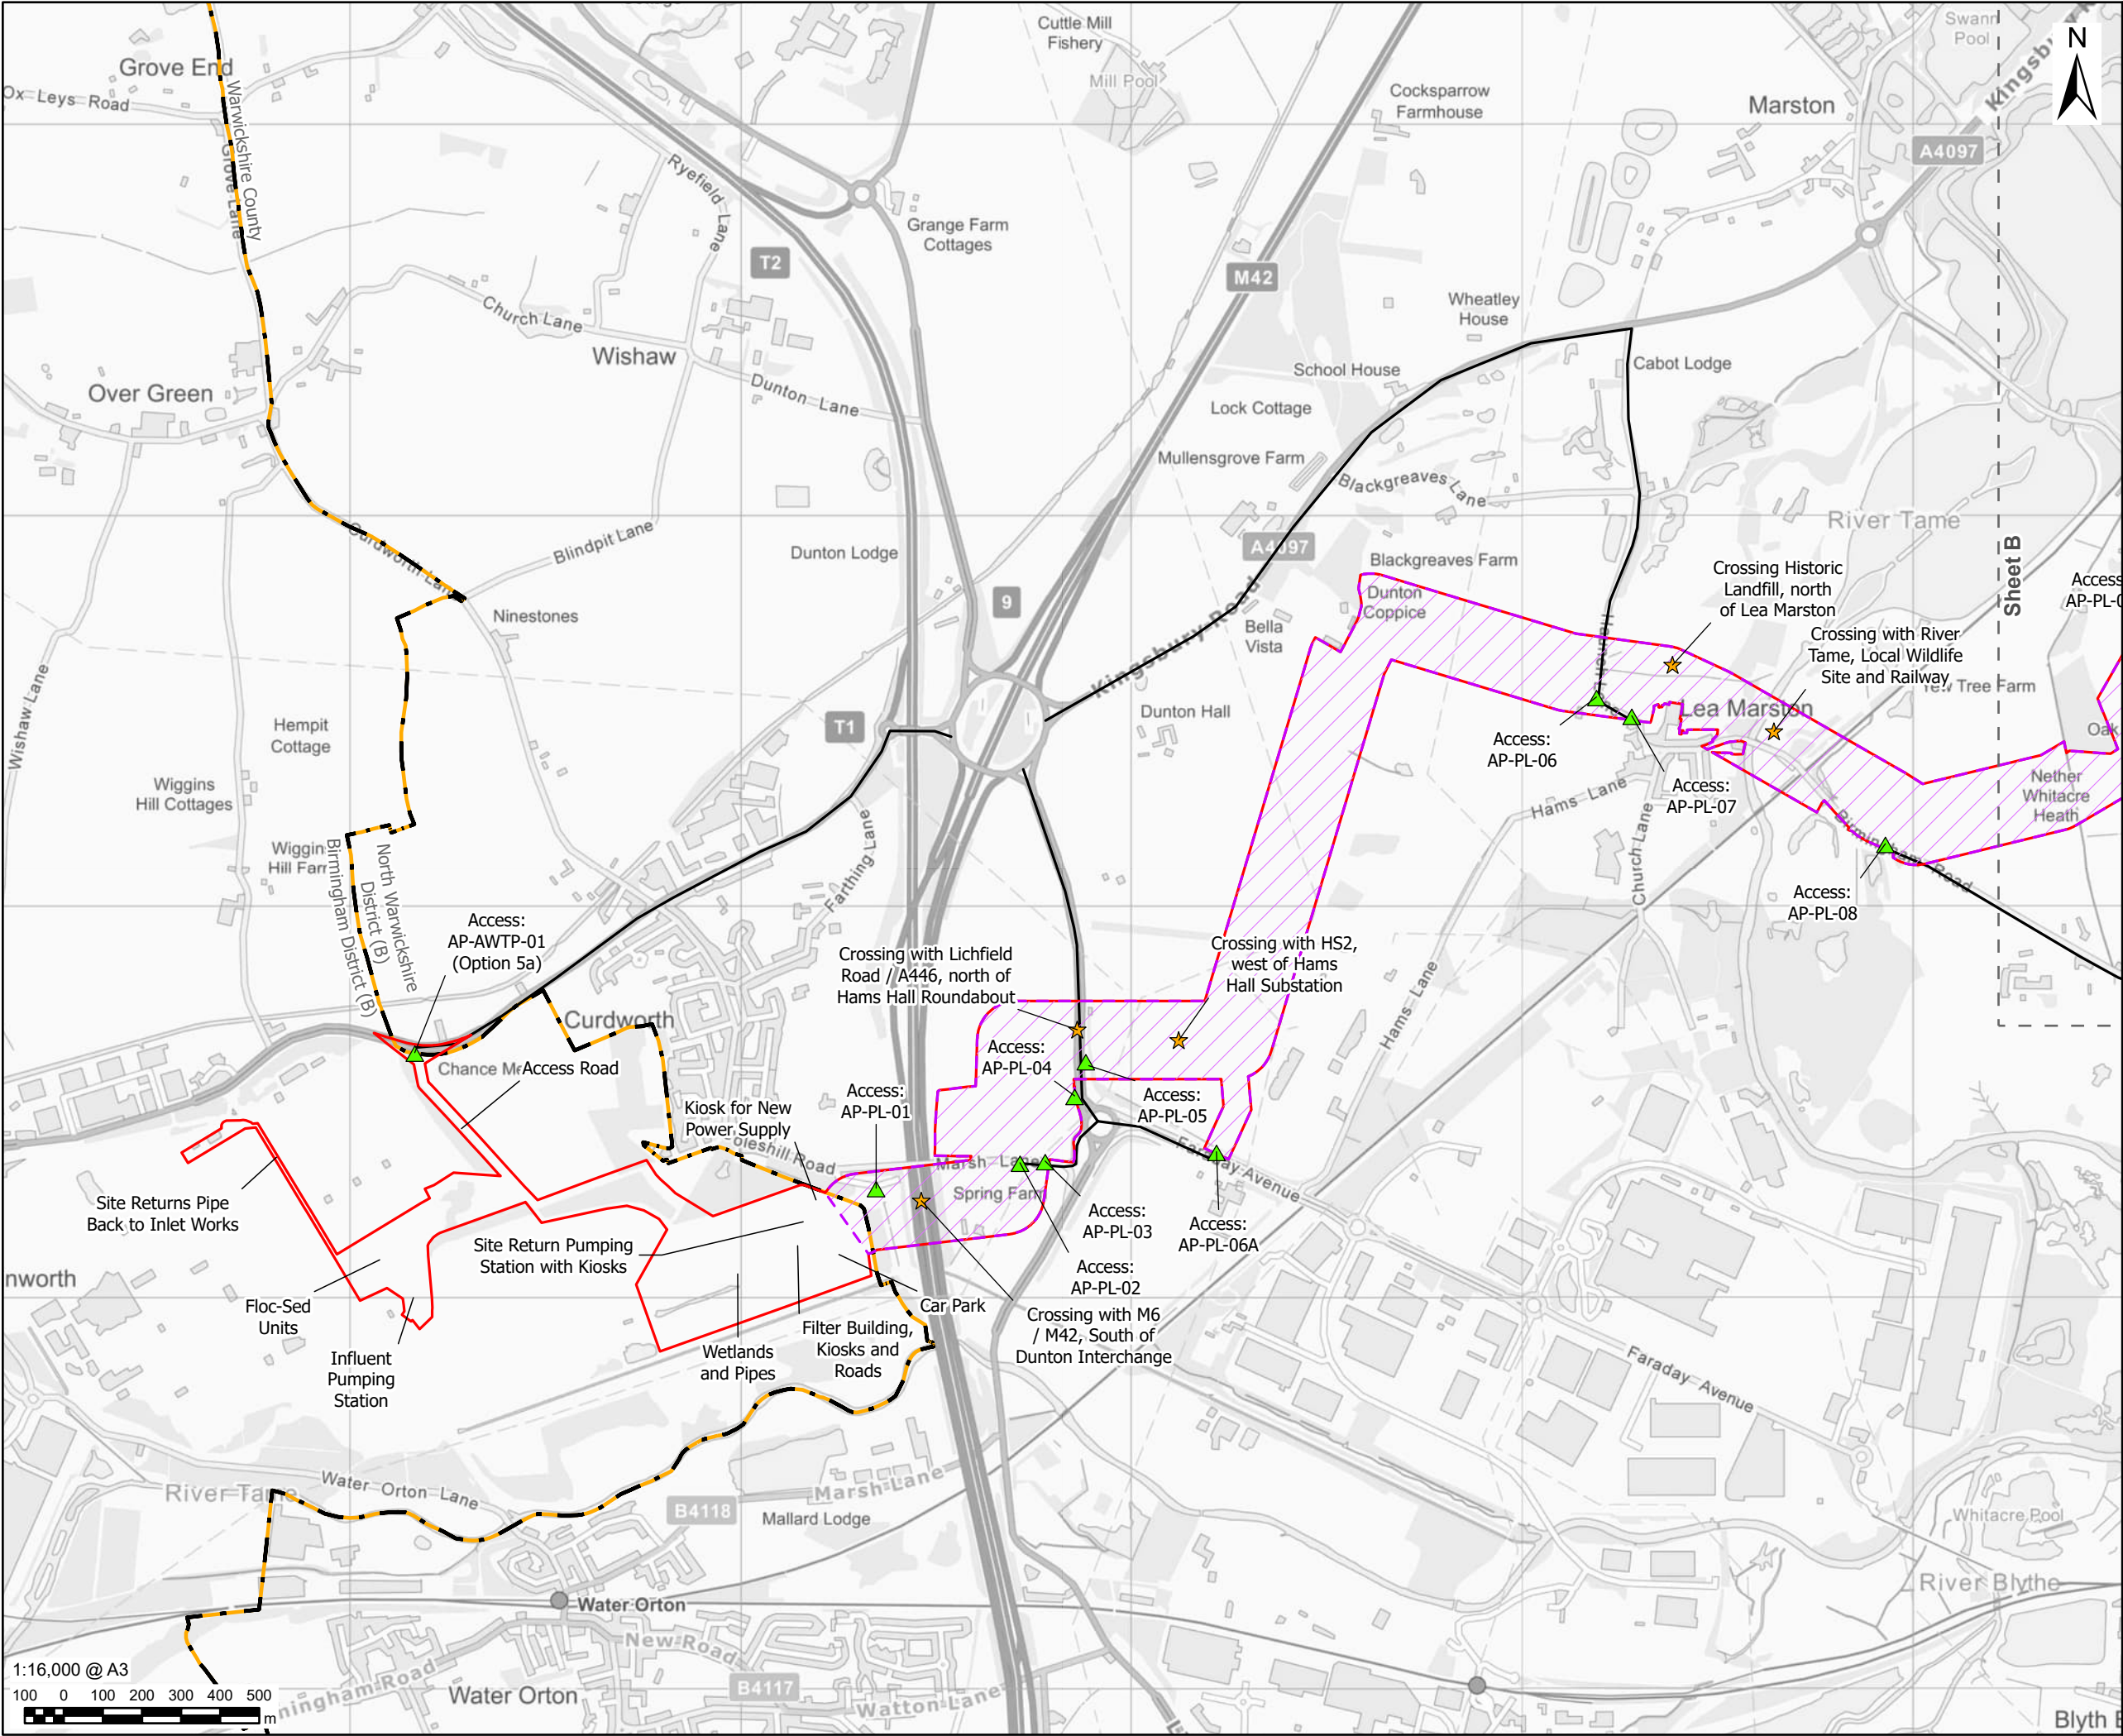 Cuttle Mill
Fishery
Mill Pool
Swann
Pool
N
Grove End
Ox Leys Road
Warwickshire County
Grove Lane
Ryefield Lane
Cocksparrow
Farmhouse
Marston
A4097
Grange Farm
Cottages
T2
M42
Church Lane
Wishaw
Wheatley
House
School House
Cabot Lodge
Over Green
Dunton Lane
Lock Cottage
Mullensgrove Farm
Blackgreaves Lane
River Tame
Curdworth Lane
Blindpit Lane
Dunton Lodge
A4097
Blackgreaves Farm
Sheet B
Access
Crossing Historic
Landfill, north
of Lea Marston
Ninestones
9
Dunton
Coppice
Bella
Vista
Kingsbury Road
Crossing with River
Tame, Local Wildlife
Site and Railway
Yew Tree Farm
Wishaw Lane
Hempit
Cottage
T1
Dunton Hall
Lea Marston
Access:
AP-PL-06
Access:
AP-PL-07
Wiggins
Hill Cottages
Hams Lane
Nether
Whitacre
Heath
Birmingham Road
Church Lane
Farthing Lane
Birmingham District (B)
North Warwickshire
District (B)
Access:
AP-PL-08
Access:
AP-AWTP-01
(Option 5a)
Crossing with Lichfield
Road / A446, north of
Hams Hall Roundabout
Crossing with HS2,
west of Hams
Hall Substation
Hams Lane
Curdworth
Access Road
Access:
AP-PL-04
Access:
AP-PL-01
Access:
AP-PL-05
Kiosk for New
Power Supply
Coleshill Road
Marsh Lane
Faraday Avenue
Spring Farm
Site Returns Pipe
Back to Inlet Works
Access:
AP-PL-03
Access:
AP-PL-06A
Site Return Pumping
Station with Kiosks
Access:
AP-PL-02
Floc-Sed
Units
Car Park
Crossing with M6
/ M42, South of
Dunton Interchange
Filter Building,
Kiosks and
Roads
Wetlands
and Pipes
Influent
Pumping
Station
Faraday Avenue
River Tame
Water Orton Lane
Marsh Lane
B4118
Mallard Lodge
Whitacre Pool
River Blythe
Water Orton
New Road
1:16,000 @ A3
100 0 100 200 300 400 500
m
Water Orton
B4117
Watton Lane